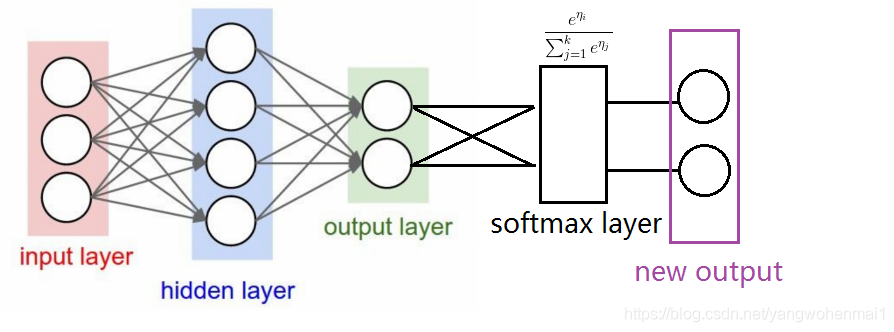 e^{η_i}
∑_{j=1}^{k} e^{η_j}
input layer
hidden layer
output layer
softmax layer
new output
https://blog.csdn.net/yangwohenmai1